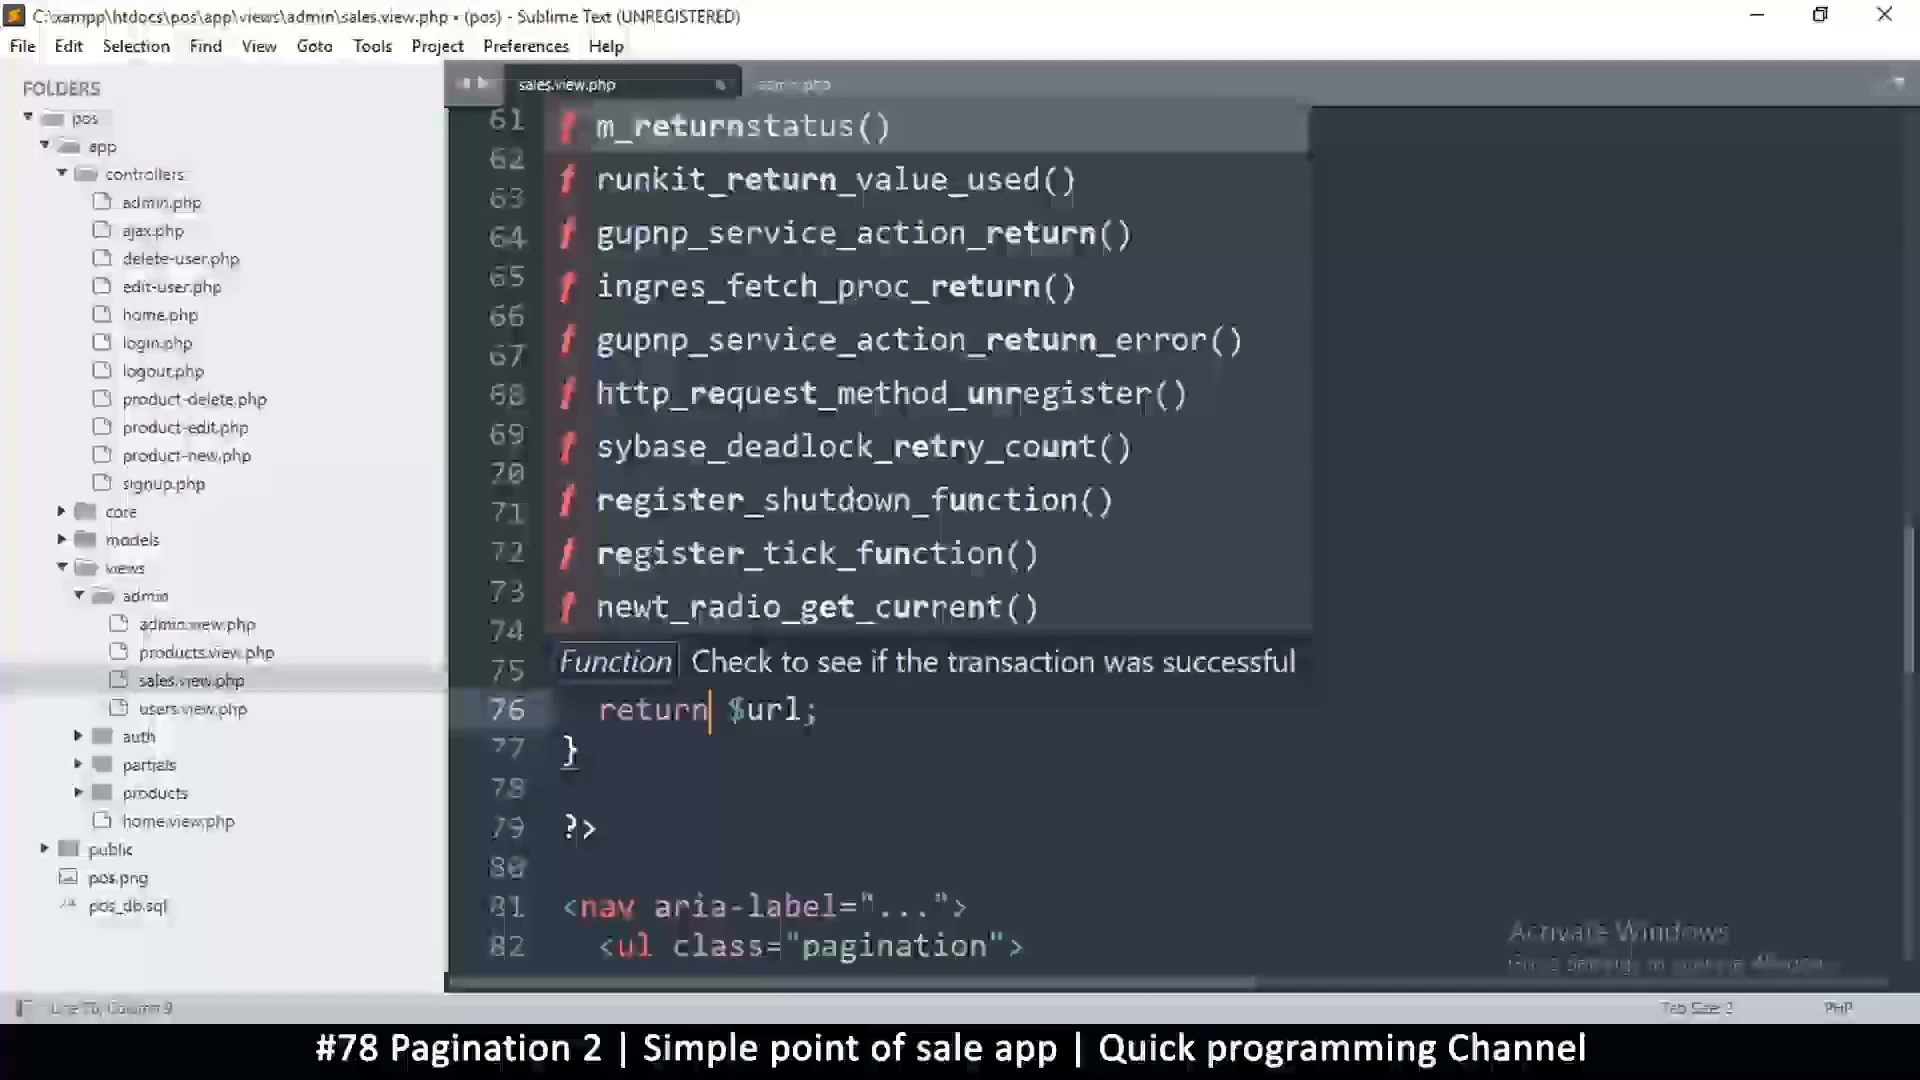 C:\xampp\htdocs\pos\app\views\admin\sales.view.php • (pos) - Sublime Text (UNREGISTERED)
File Edit Selection Find View Goto Tools Project Preferences Help
FOLDERS
pos
app
controllers
admin.php
ajax.php
delete-user.php
edit-user.php
home.php
login.php
logout.php
product-delete.php
product-edit.php
product-new.php
signup.php
core
models
views
admin
admin.view.php
products.view.php
sales.view.php
users.view.php
auth
partials
products
home.view.php
public
pos.png
pos_db.sql
sales.view.php admin.php
61 f m_returnstatus()
62 f runkit_return_value_used()
63
64 f gupnp_service_action_return()
65 f ingres_fetch_proc_return()
66
67 f gupnp_service_action_return_error()
68 f http_request_method_unregister()
69 f sybase_deadlock_retry_count()
70
71 f register_shutdown_function()
72 f register_tick_function()
73 f newt_radio_get_current()
74
75 Function Check to see if the transaction was successful
76 return $url;
77 }
78
79 ?>
80
81 <nav aria-label="...">
82 <ul class="pagination">
Activate Windows
Tab Size: 2 PHP
#78 Pagination 2 | Simple point of sale app | Quick programming Channel